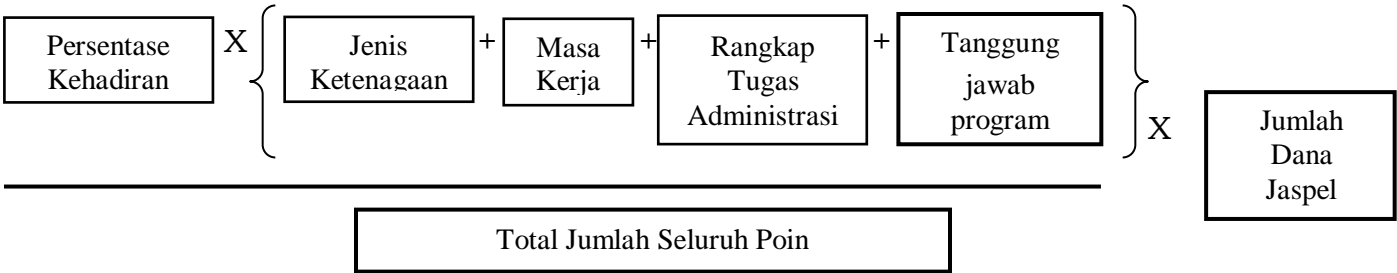 Persentase
Kehadiran
X
Jenis
Ketenagaan
+
Masa
Kerja
+
Rangkap
Tugas
Administrasi
+
Tanggung
jawab
program
X
Jumlah
Dana
Jaspel
Total Jumlah Seluruh Poin